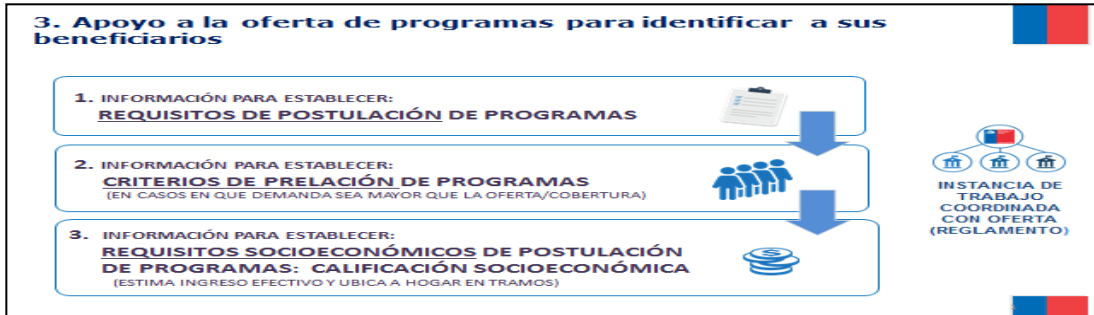 3. Apoyo a la oferta de programas para identificar a sus
beneficiarios
1. INFORMACIÓN PARA ESTABLECER:
REQUISITOS DE POSTULACIÓN DE PROGRAMAS
2. INFORMACIÓN PARA ESTABLECER:
CRITERIOS DE PRELACIÓN DE PROGRAMAS
(EN CASOS EN QUE DEMANDA SEA MAYOR QUE LA OFERTA/COBERTURA)
3. INFORMACIÓN PARA ESTABLECER:
REQUISITOS SOCIOECONÓMICOS DE POSTULACIÓN
DE PROGRAMAS: CALIFICACIÓN SOCIOECONÓMICA
(ESTIMA INGRESO EFECTIVO Y UBICA A HOGAR EN TRAMOS)
INSTANCIA DE
TRABAJO
COORDINADA
CON OFERTA
(REGLAMENTO)